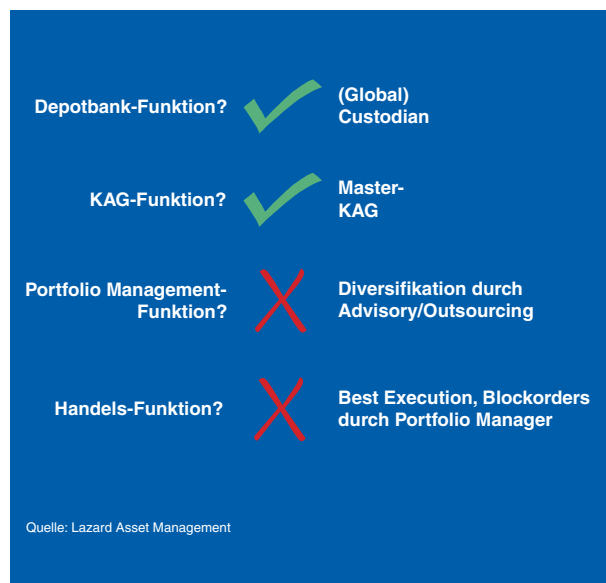 Depotbank-Funktion?
(Global)
Custodian
KAG-Funktion?
Master-
KAG
Portfolio Management-
Funktion?
Diversifikation durch
Advisory/Outsourcing
Handels-Funktion?
Best Execution, Blockorders
durch Portfolio Manager
Quelle: Lazard Asset Management